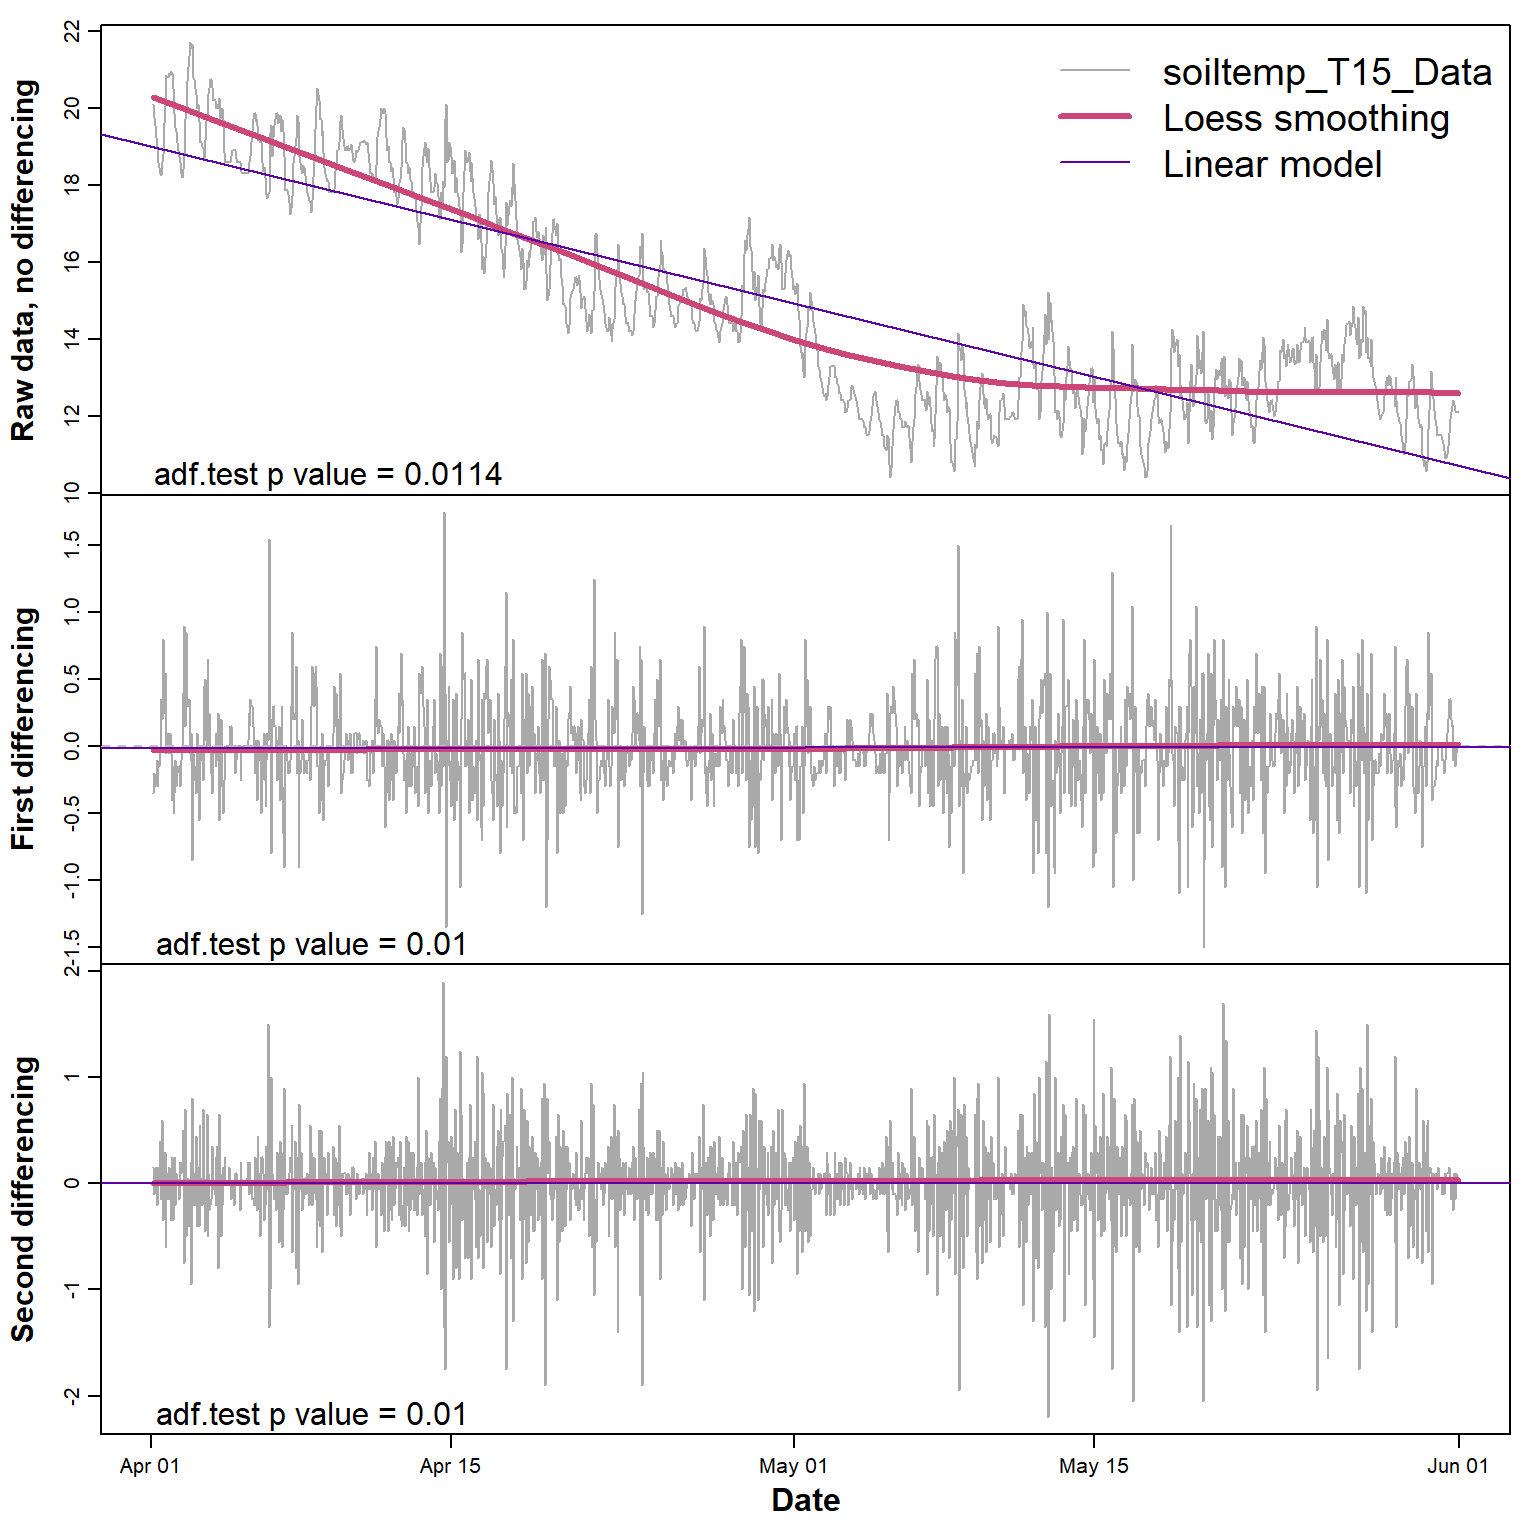 Raw data, no differencing
22
20
18
16
14
12
10
soiltemp_T15_Data
Loess smoothing
Linear model
adf.test p value = 0.0114
First differencing
1.5
1.0
0.5
0.0
-0.5
-1.0
-1.5
adf.test p value = 0.01
Second differencing
2
1
0
-1
-2
adf.test p value = 0.01
Apr 01
Apr 15
May 01
May 15
Jun 01
Date